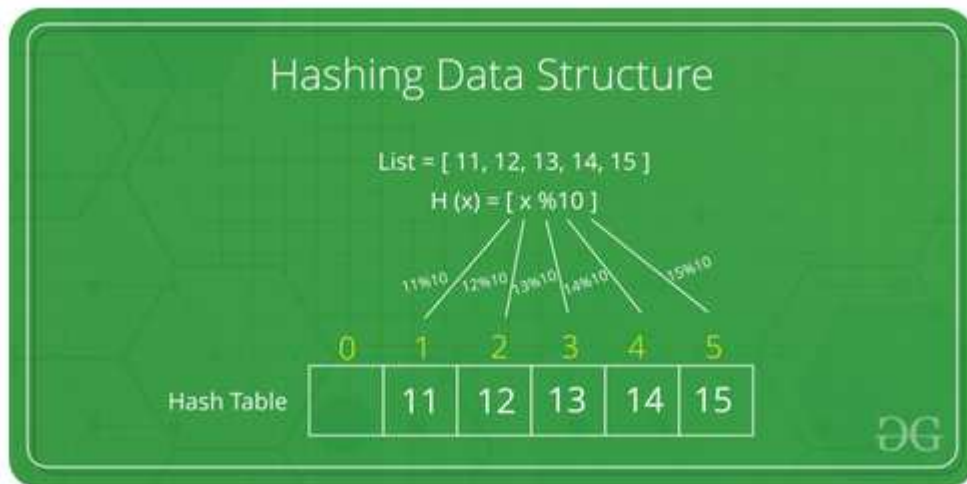 Hashing Data Structure
List = [ 11, 12, 13, 14, 15 ]
H (x) = [ x %10 ]
11%10 12%10 13%10 14%10 15%10
0 1 2 3 4 5
Hash Table 11 12 13 14 15
GG